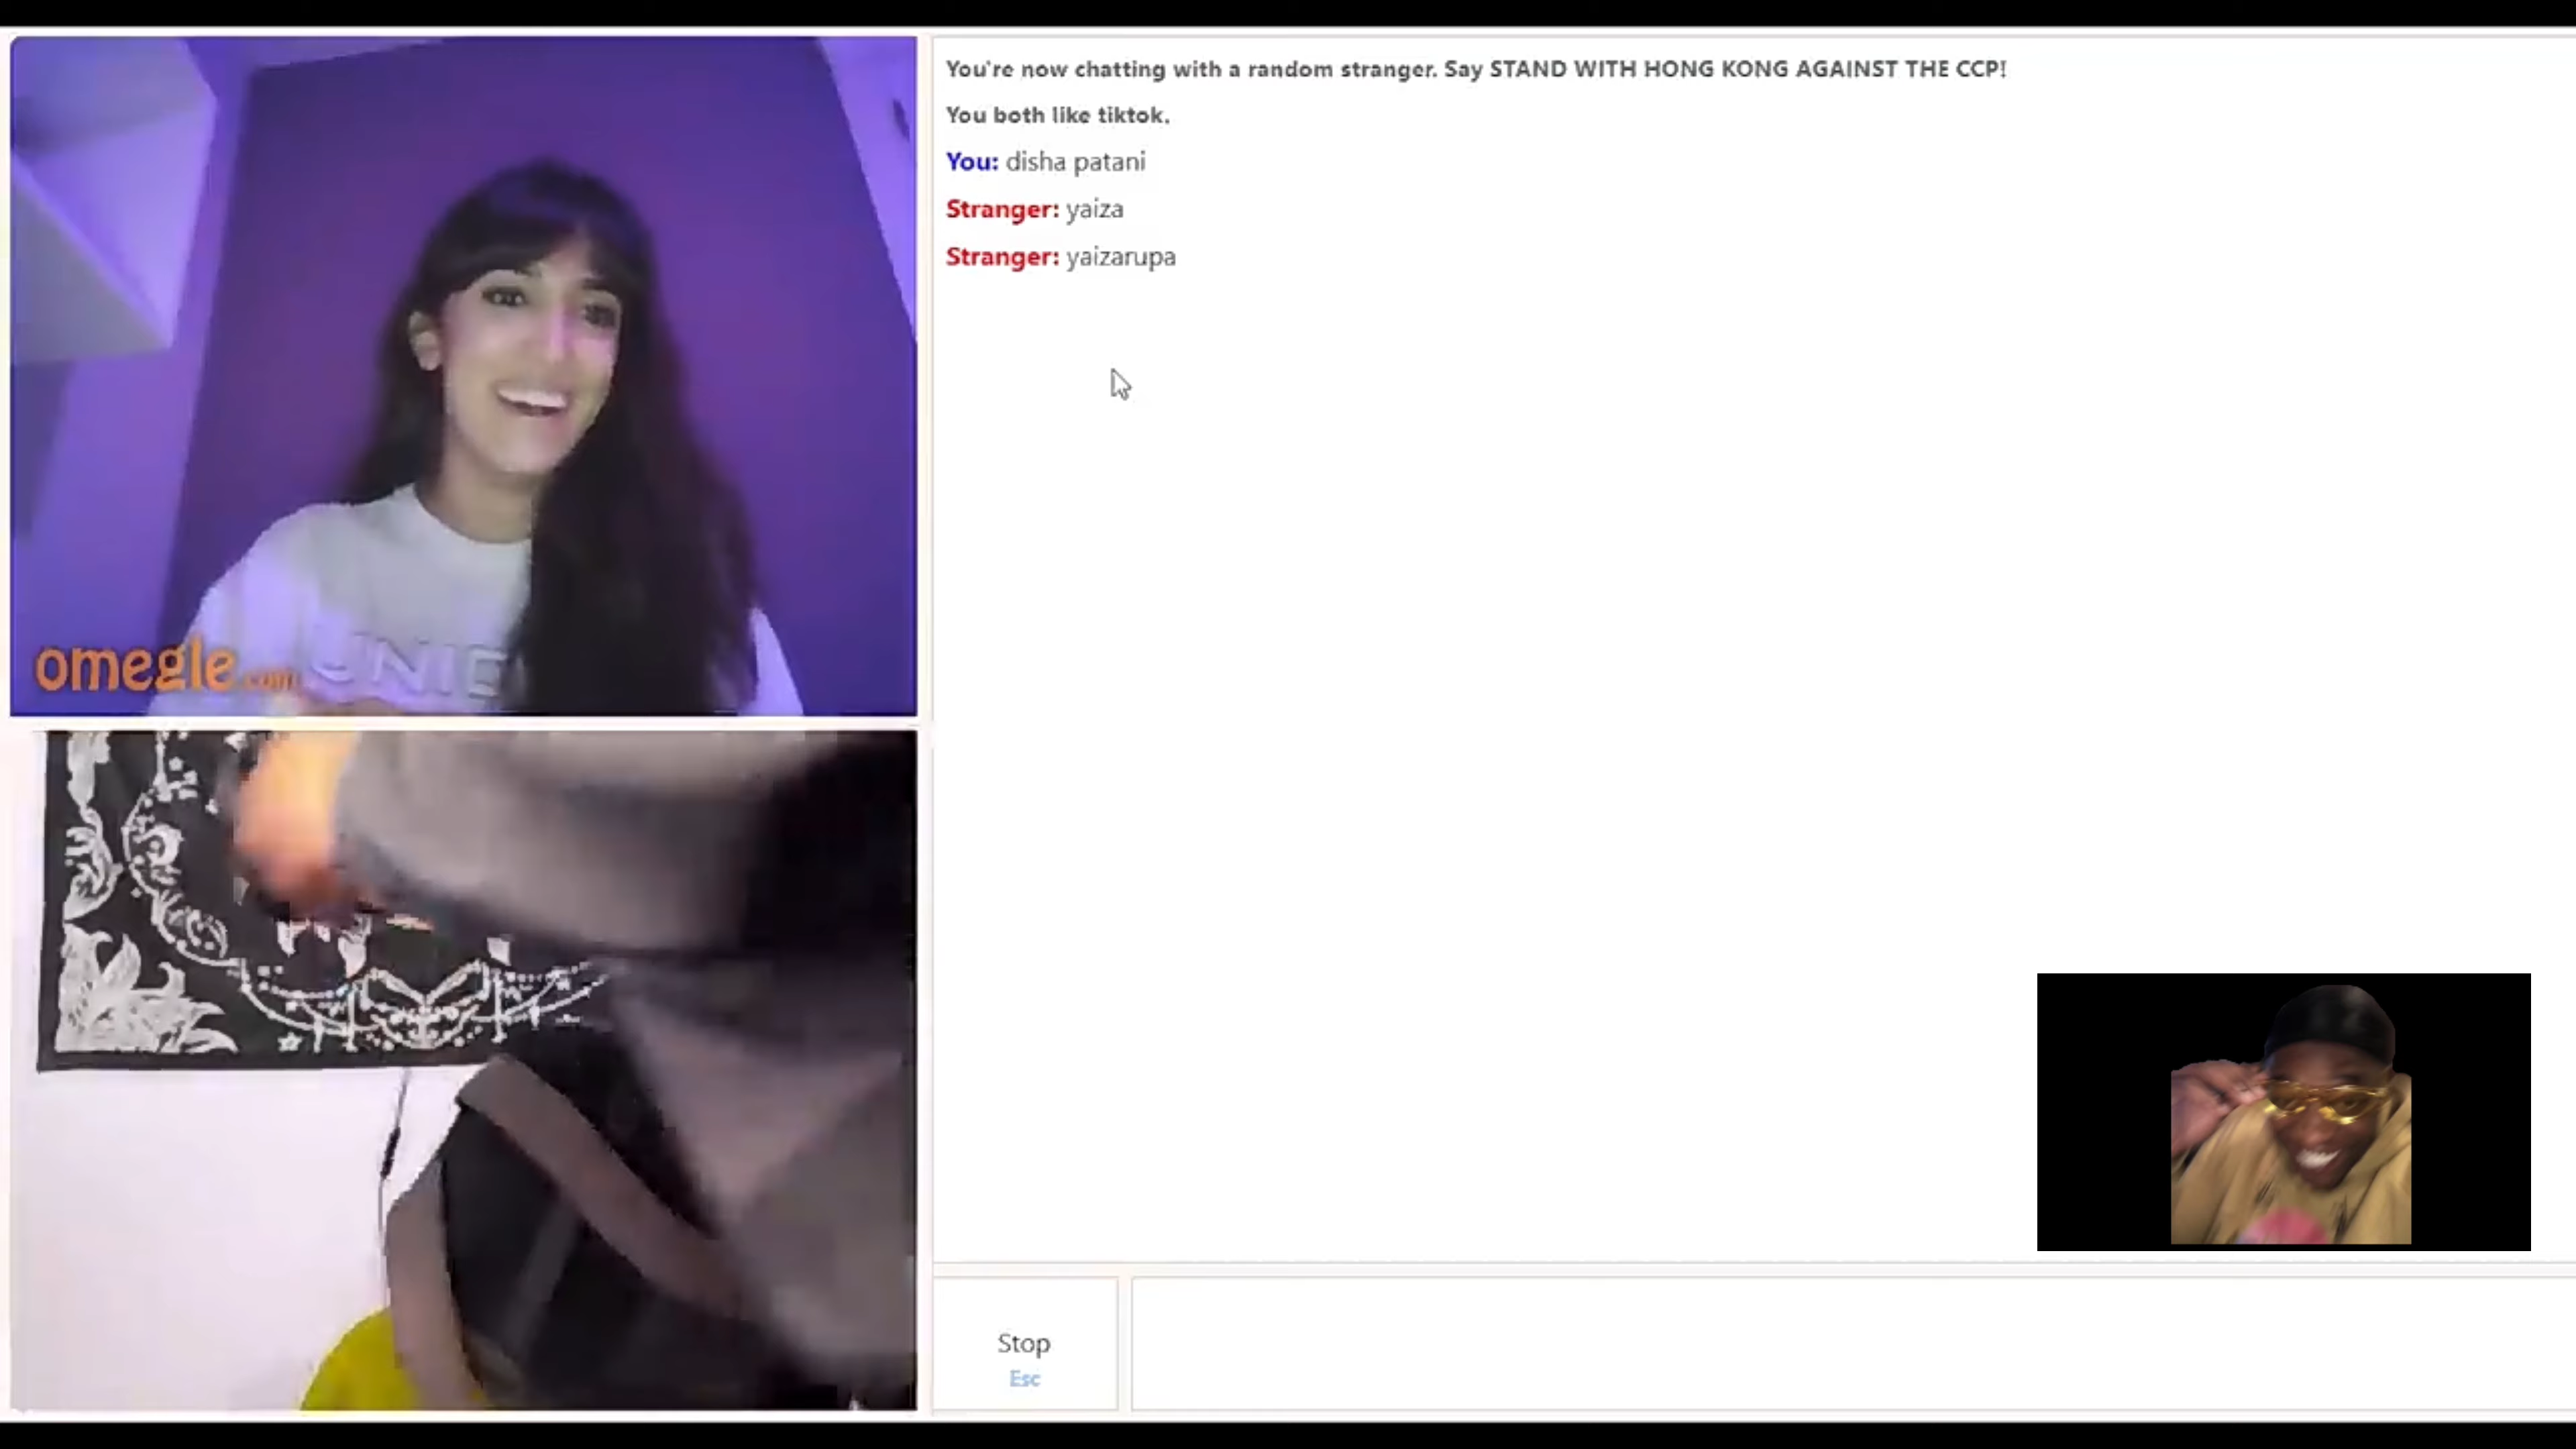 You're now chatting with a random stranger. Say STAND WITH HONG KONG AGAINST THE CCP!
You both like tiktok.
You: disha patani
Stranger: yaiza
Stranger: yaizarupa
omegle.com
Stop
Esc